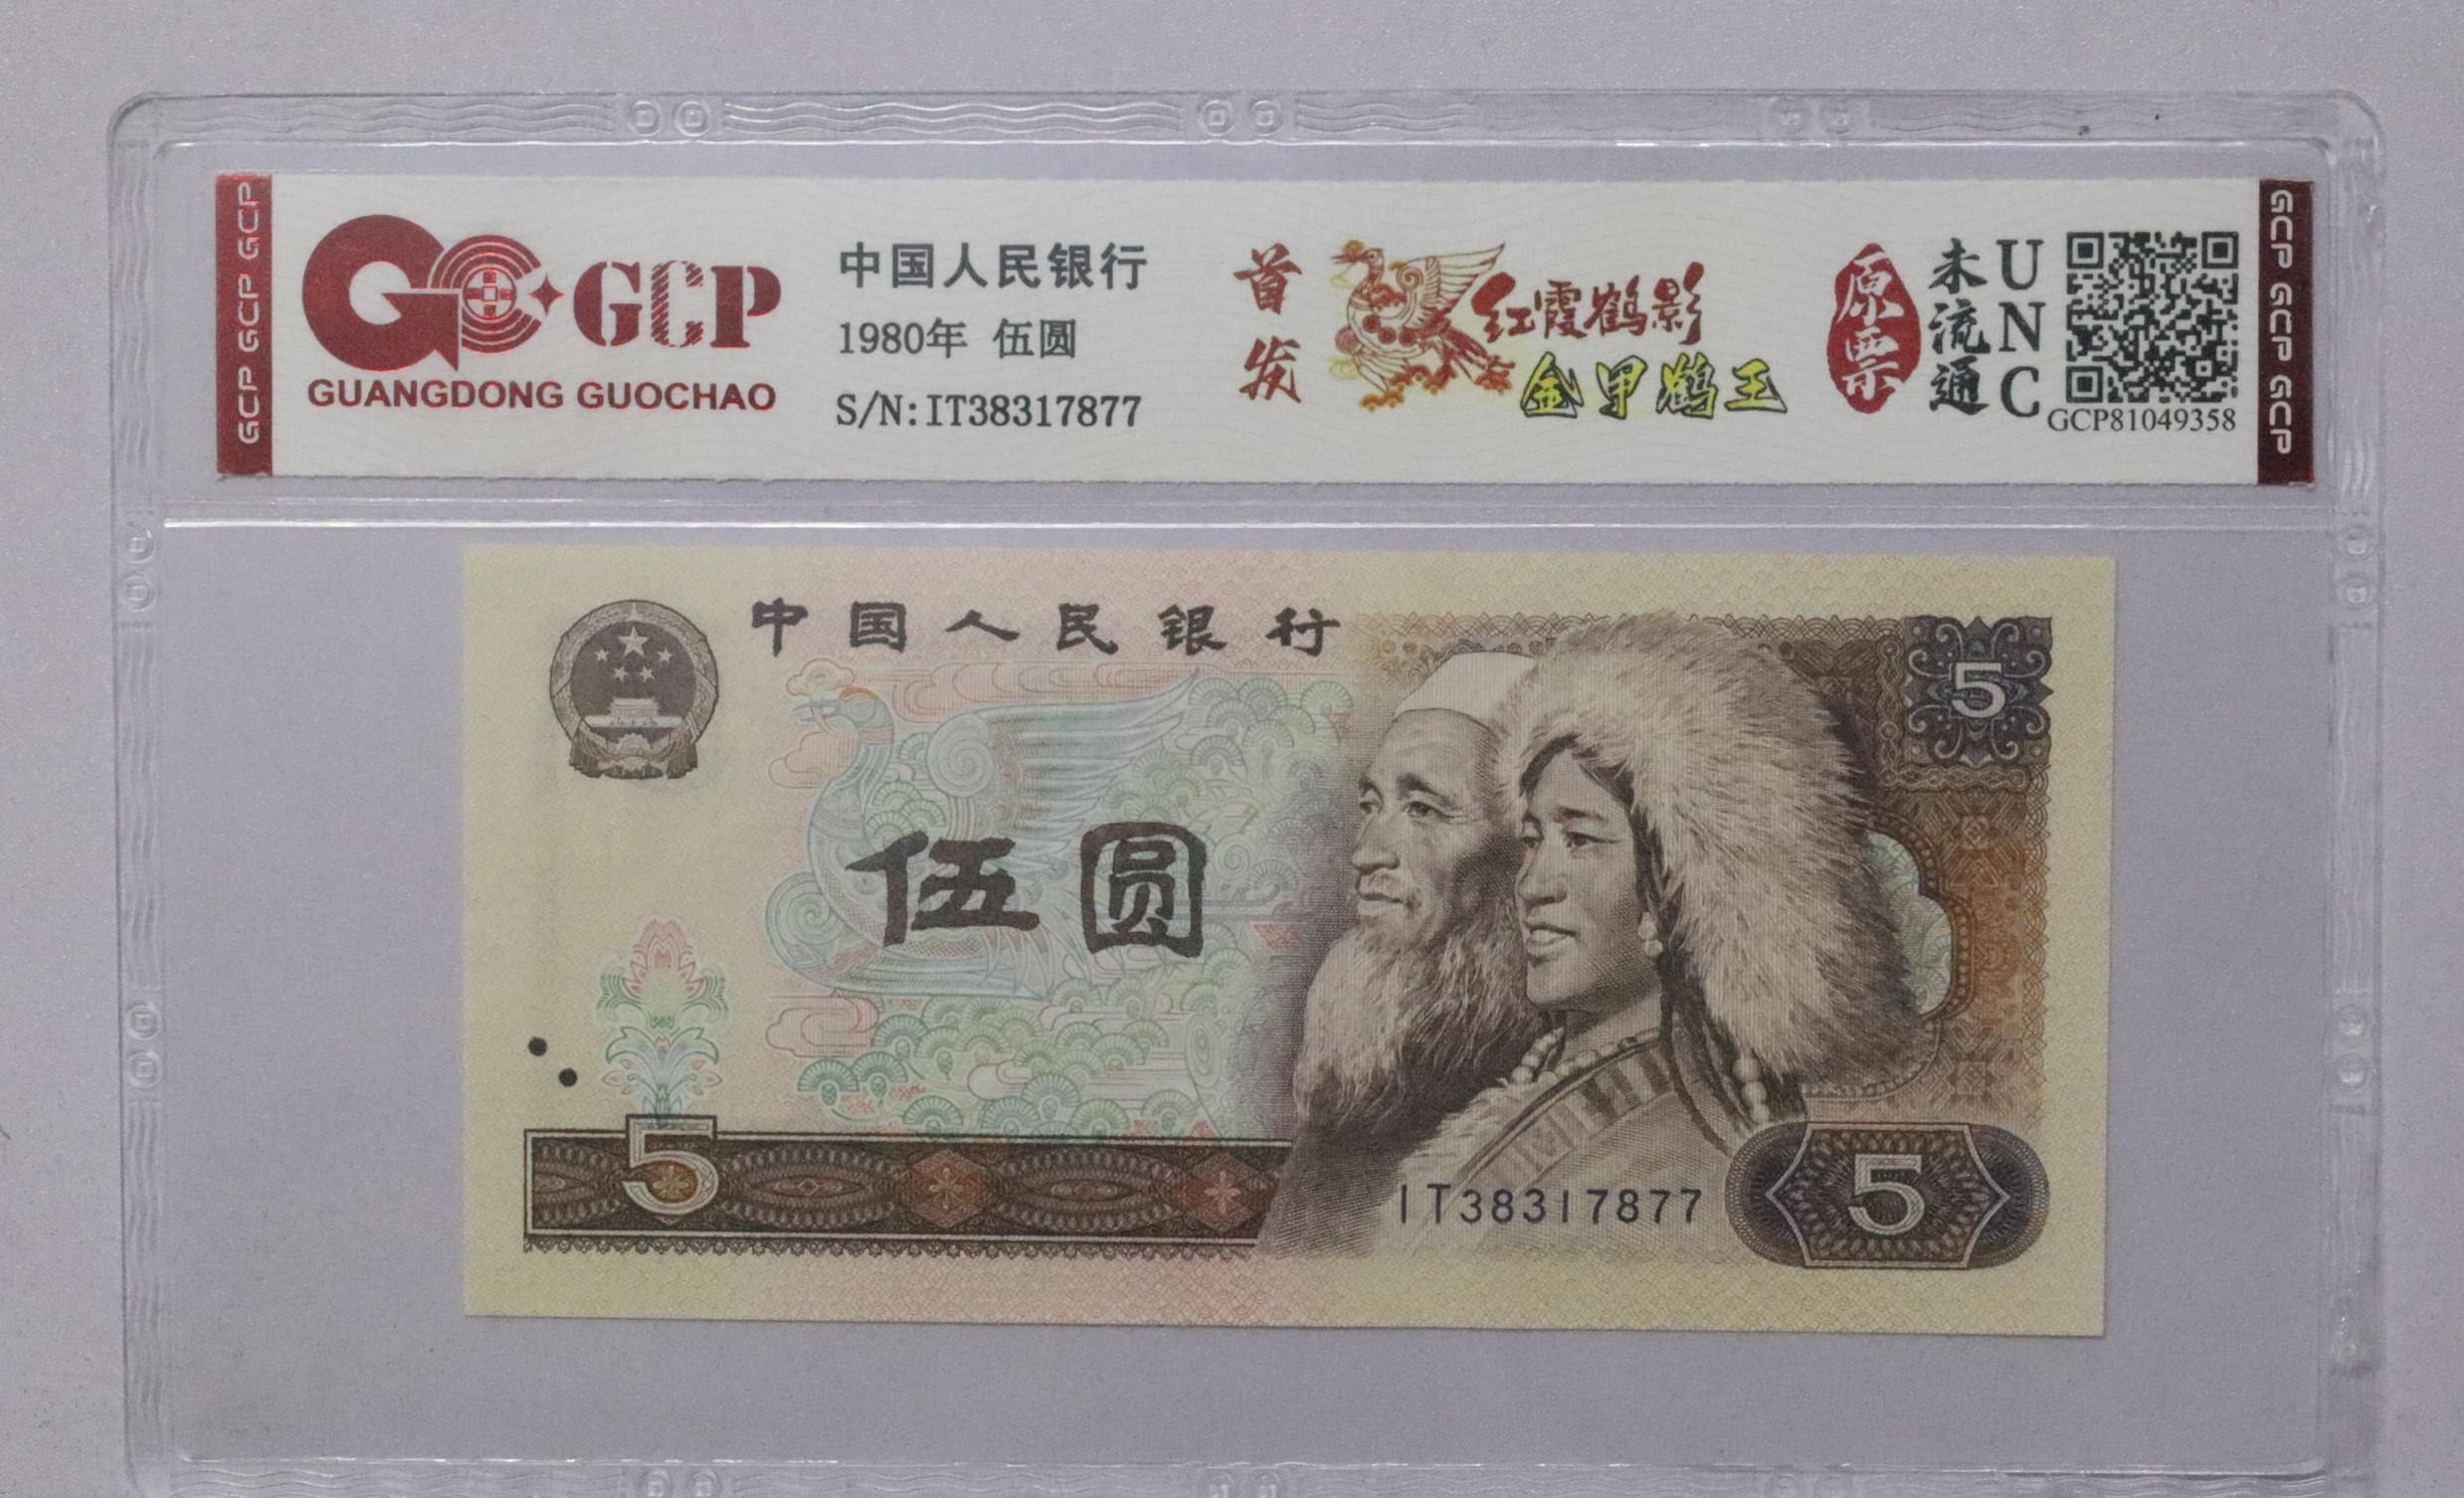 GCP GCP GCP
GCP
GUANGDONG GUOCHAO
中国人民银行
1980年 伍圆
S/N:IT38317877
首发
红霞鹤影
金甲鹤王
原票
未流通
UNC
GCP81049358
GCP GCP GCP
中国人民银行
5
伍圆
5
IT38317877
5